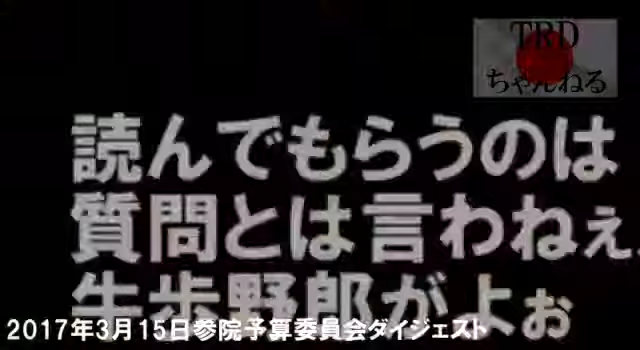 TRD
ちゃんねる
読んでもらうのは
質問とは言わねぇ
牛歩野郎がよぉ
2017年3月15日参院予算委員会ダイジェスト